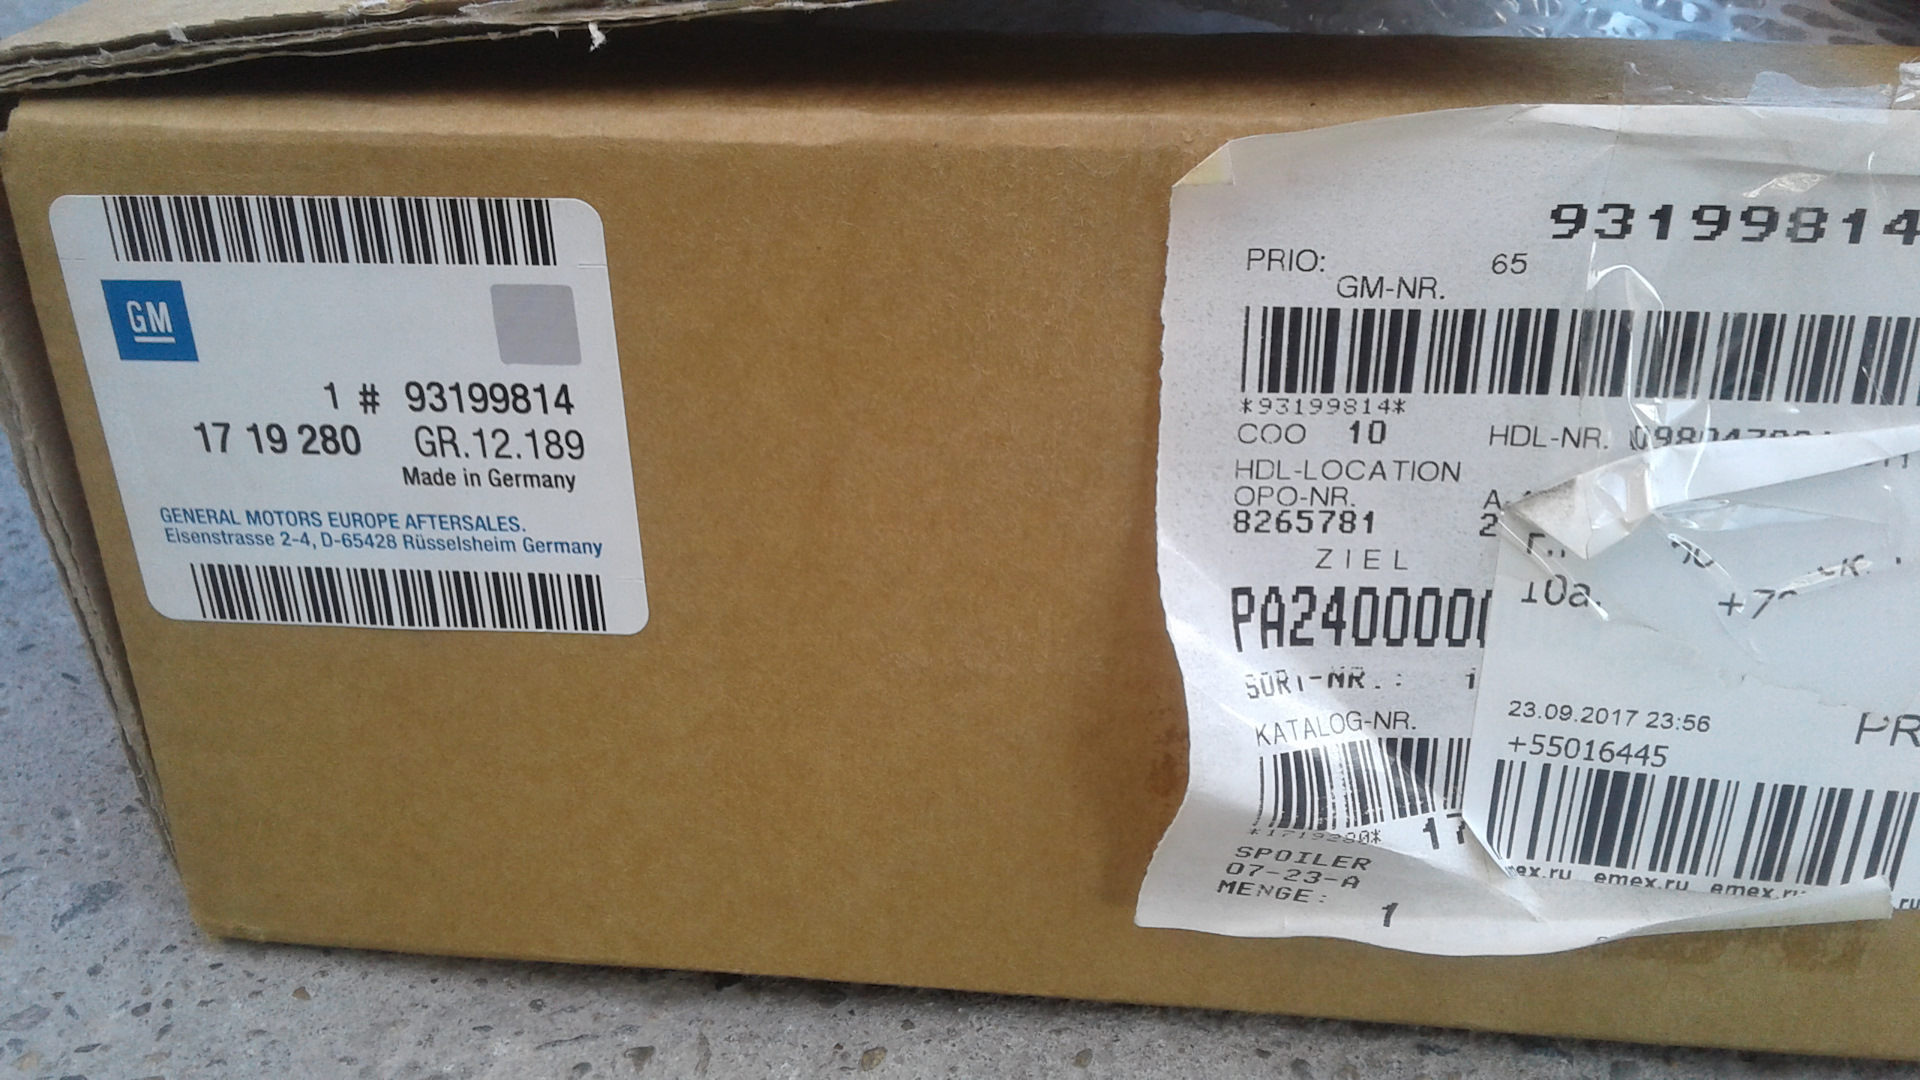 GM
1 # 93199814
17 19 280 GR.12.189
Made in Germany
GENERAL MOTORS EUROPE AFTERSALES.
Eisenstrasse 2-4, D-65428 Rüsselsheim Germany
93199814
PRIO: 65
GM-NR.
*93199814*
COO 10 HDL-NR.
HDL-LOCATION
OPO-NR.
8265781
ZIEL
SORT-NR.:
KATALOG-NR.
*1719280*
17
SPOILER
07-23-A
MENGE:
1
10a.
23.09.2017 23:56
+55016445
emex.ru emex.ru